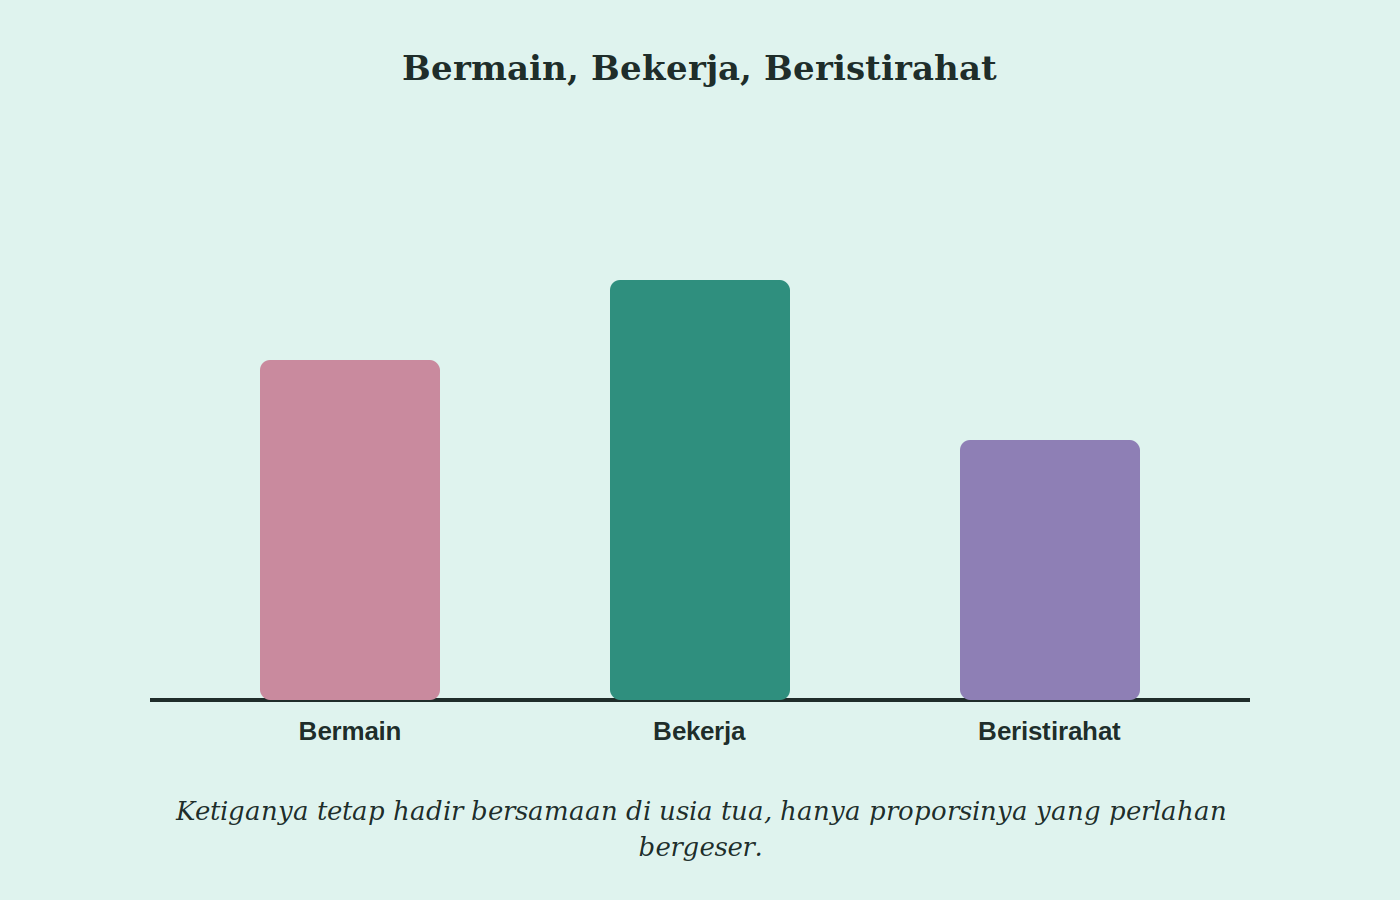 Bermain, Bekerja, Beristirahat
Bermain
Bekerja
Beristirahat
Ketiganya tetap hadir bersamaan di usia tua, hanya proporsinya yang perlahan
bergeser.